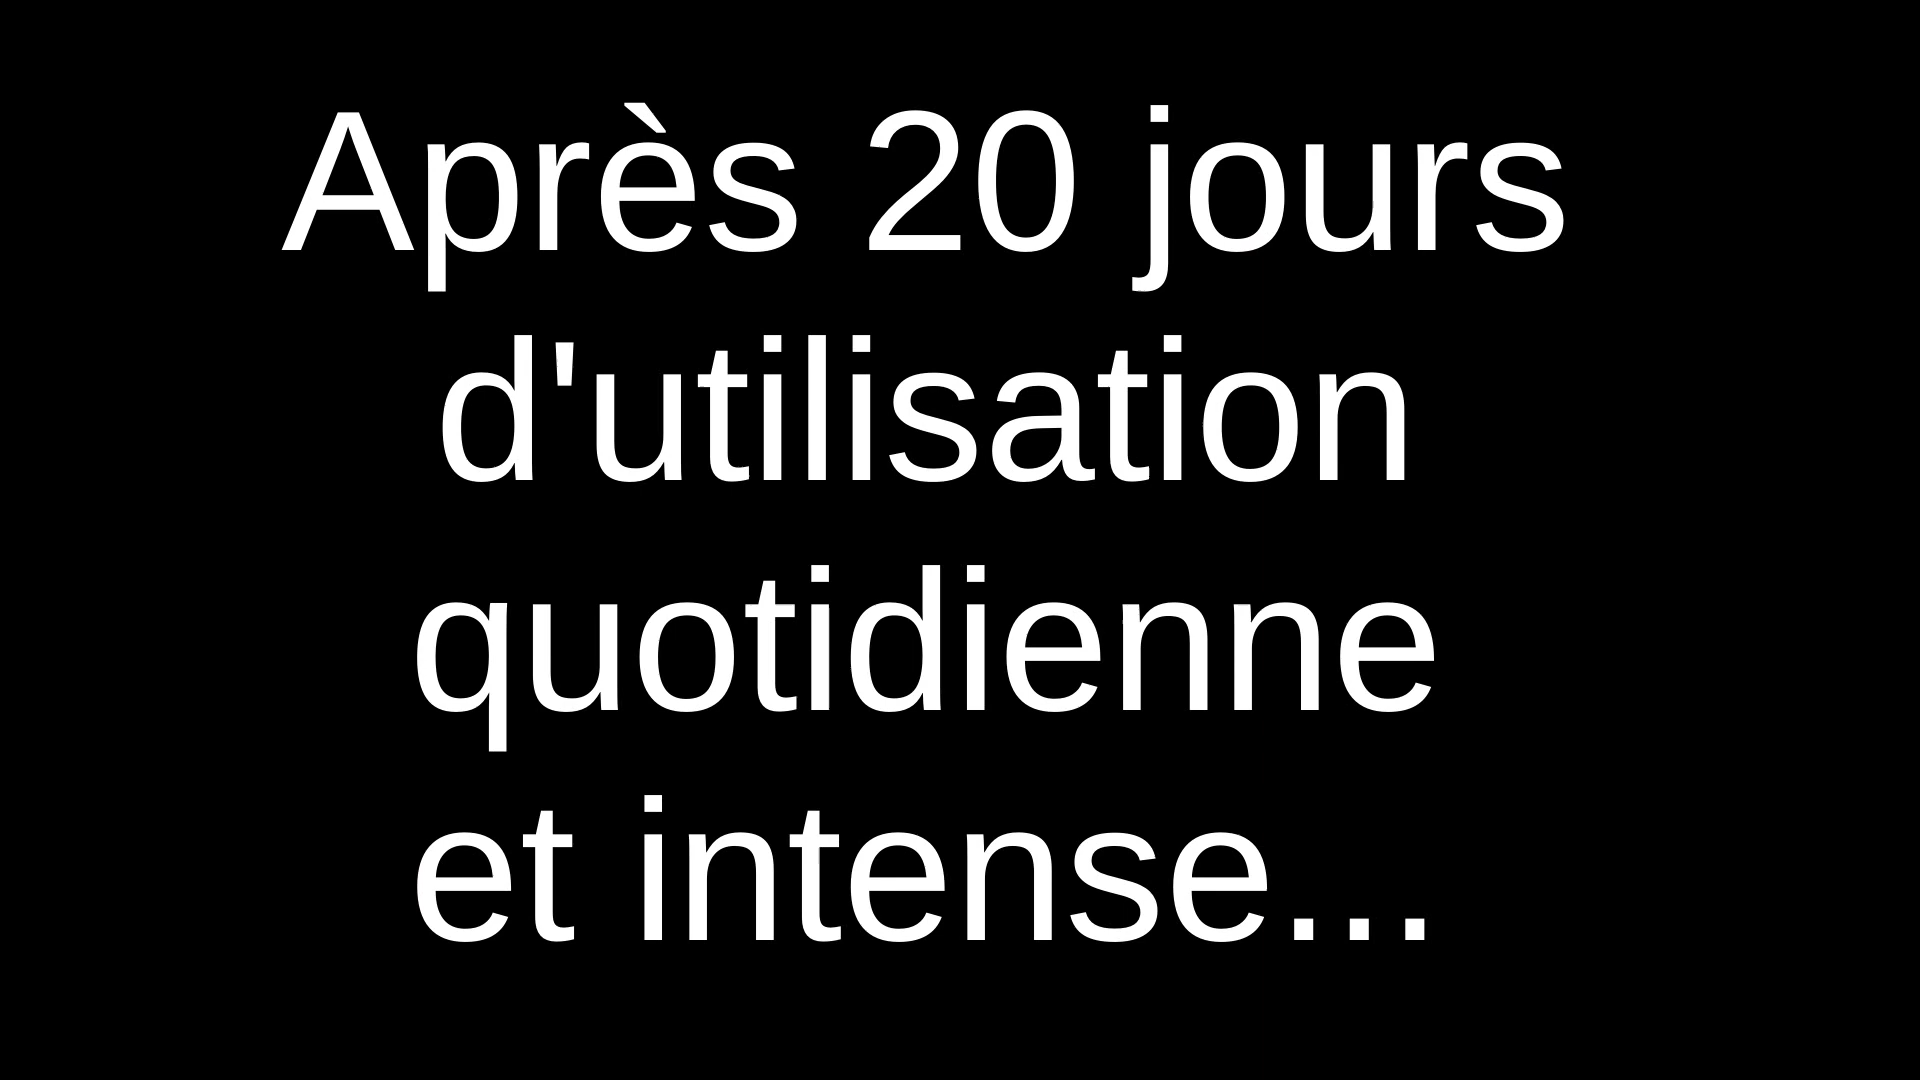 Après 20 jours
d'utilisation
quotidienne
et intense...